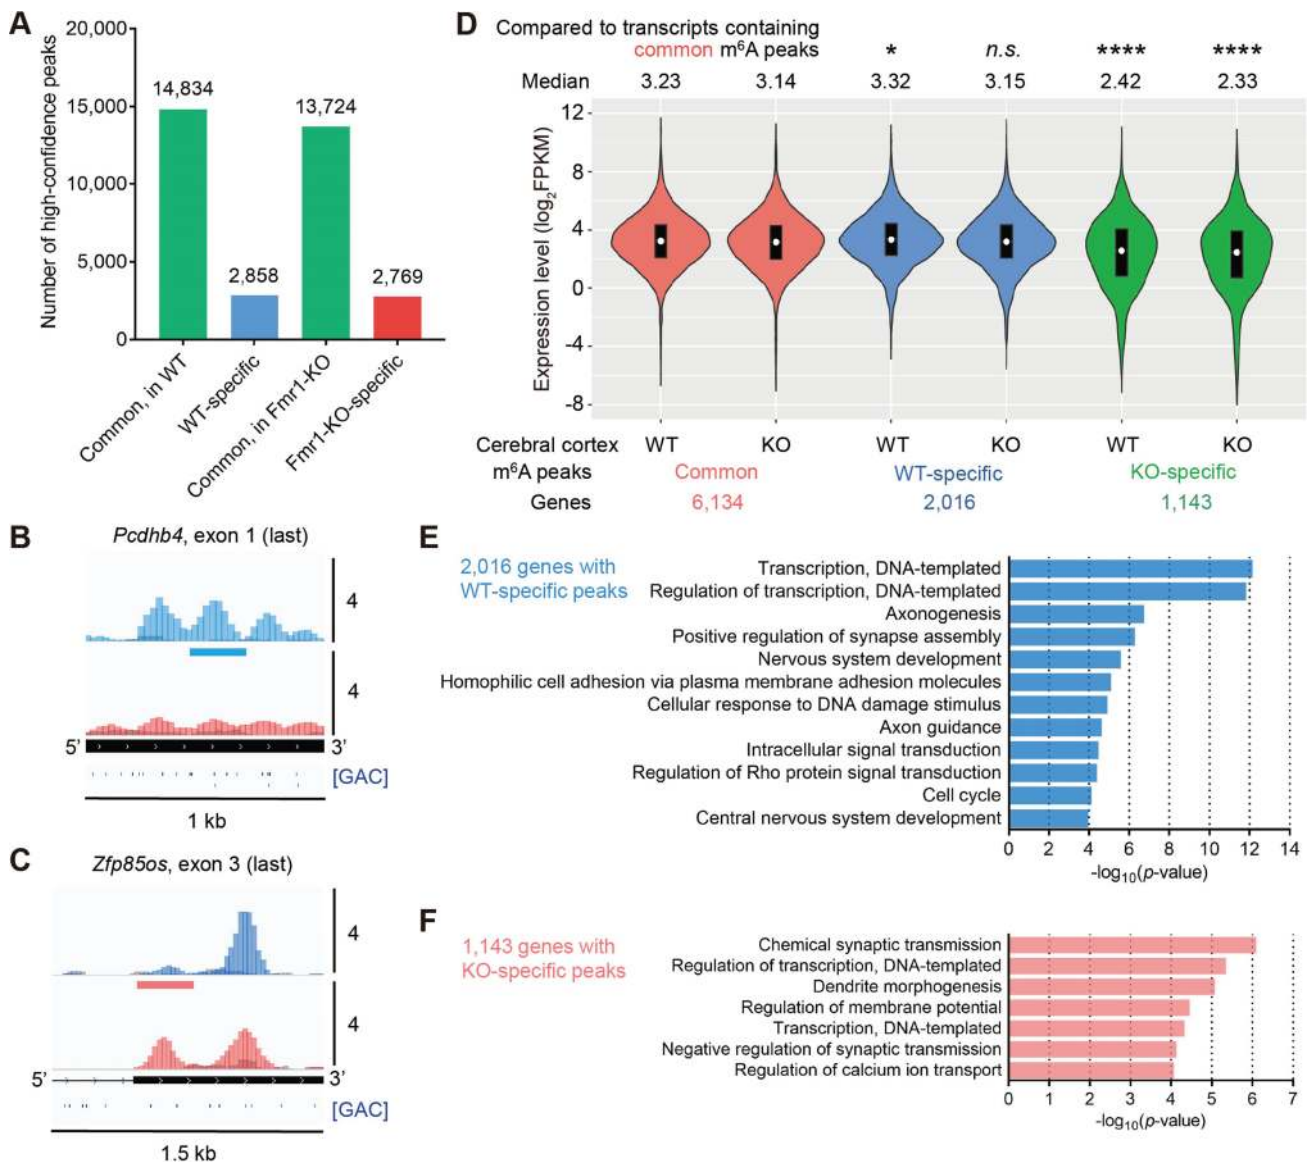 A
Number of high-confidence peaks
20,000
15,000
10,000
5,000
0
14,834
2,858
13,724
2,769
Common, in WT
WT-specific
Common, in Fmr1-KO
Fmr1-KO-specific
D
Compared to transcripts containing
common m⁶A peaks * n.s. **** ****
Median 3.23 3.14 3.32 3.15 2.42 2.33
Expression level (log₂FPKM)
12
8
4
0
-4
-8
Cerebral cortex WT KO WT KO WT KO
m⁶A peaks Common WT-specific KO-specific
Genes 6,134 2,016 1,143
B
Pcdhb4, exon 1 (last)
4
4
5' 3'
[GAC]
1 kb
C
Zfp85os, exon 3 (last)
4
4
5' 3'
[GAC]
1.5 kb
E
2,016 genes with
WT-specific peaks
Transcription, DNA-templated
Regulation of transcription, DNA-templated
Axonogenesis
Positive regulation of synapse assembly
Nervous system development
Homophilic cell adhesion via plasma membrane adhesion molecules
Cellular response to DNA damage stimulus
Axon guidance
Intracellular signal transduction
Regulation of Rho protein signal transduction
Cell cycle
Central nervous system development
0 2 4 6 8 10 12 14
-log₁₀(p-value)
F
1,143 genes with
KO-specific peaks
Chemical synaptic transmission
Regulation of transcription, DNA-templated
Dendrite morphogenesis
Regulation of membrane potential
Transcription, DNA-templated
Negative regulation of synaptic transmission
Regulation of calcium ion transport
0 1 2 3 4 5 6 7
-log₁₀(p-value)